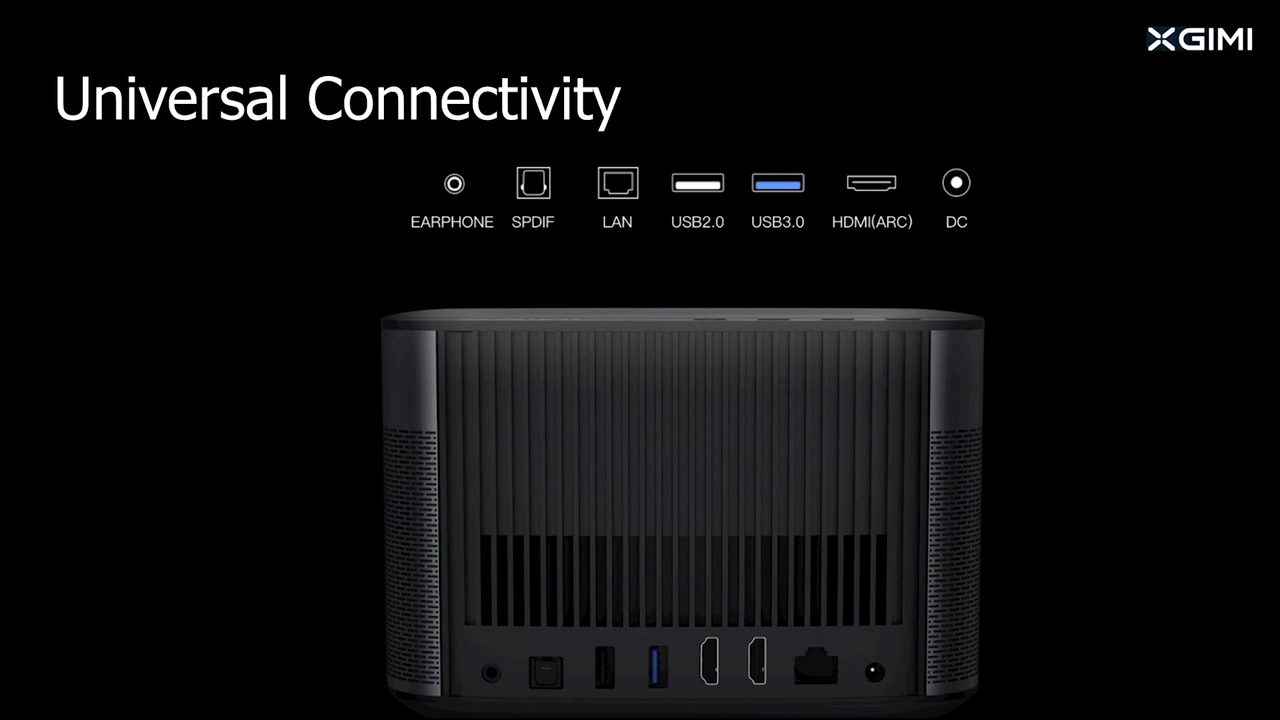 XGIMI
Universal Connectivity
EARPHONE SPDIF LAN USB2.0 USB3.0 HDMI(ARC) DC